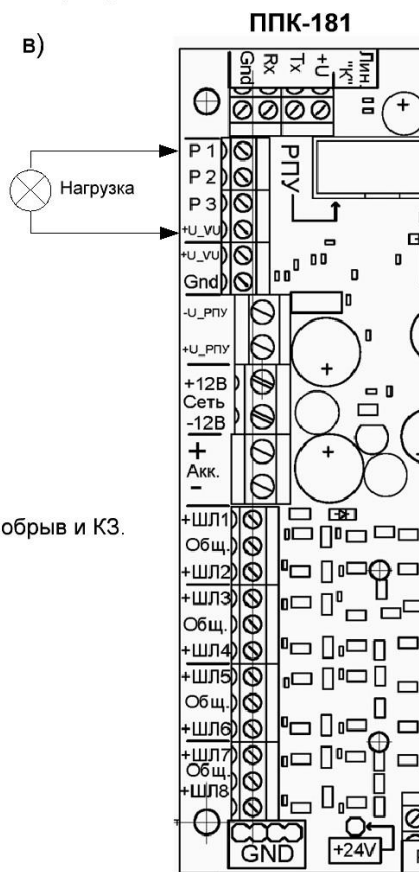 ППК-181
в)
Gnd
Rx
Tx
+U
"К"
Лин.
P 1
P 2
P 3
+U_VU
+U_VU
Gnd
Нагрузка
РПУ
-U_РПУ
+U_РПУ
+12В
Сеть
-12В
+
Акк.
-
+
+
+
обрыв и КЗ.
+ШЛ1
Общ.
+ШЛ2
+ШЛ3
Общ.
+ШЛ4
+ШЛ5
Общ.
+ШЛ6
+ШЛ7
Общ.
+ШЛ8
GND
+24V